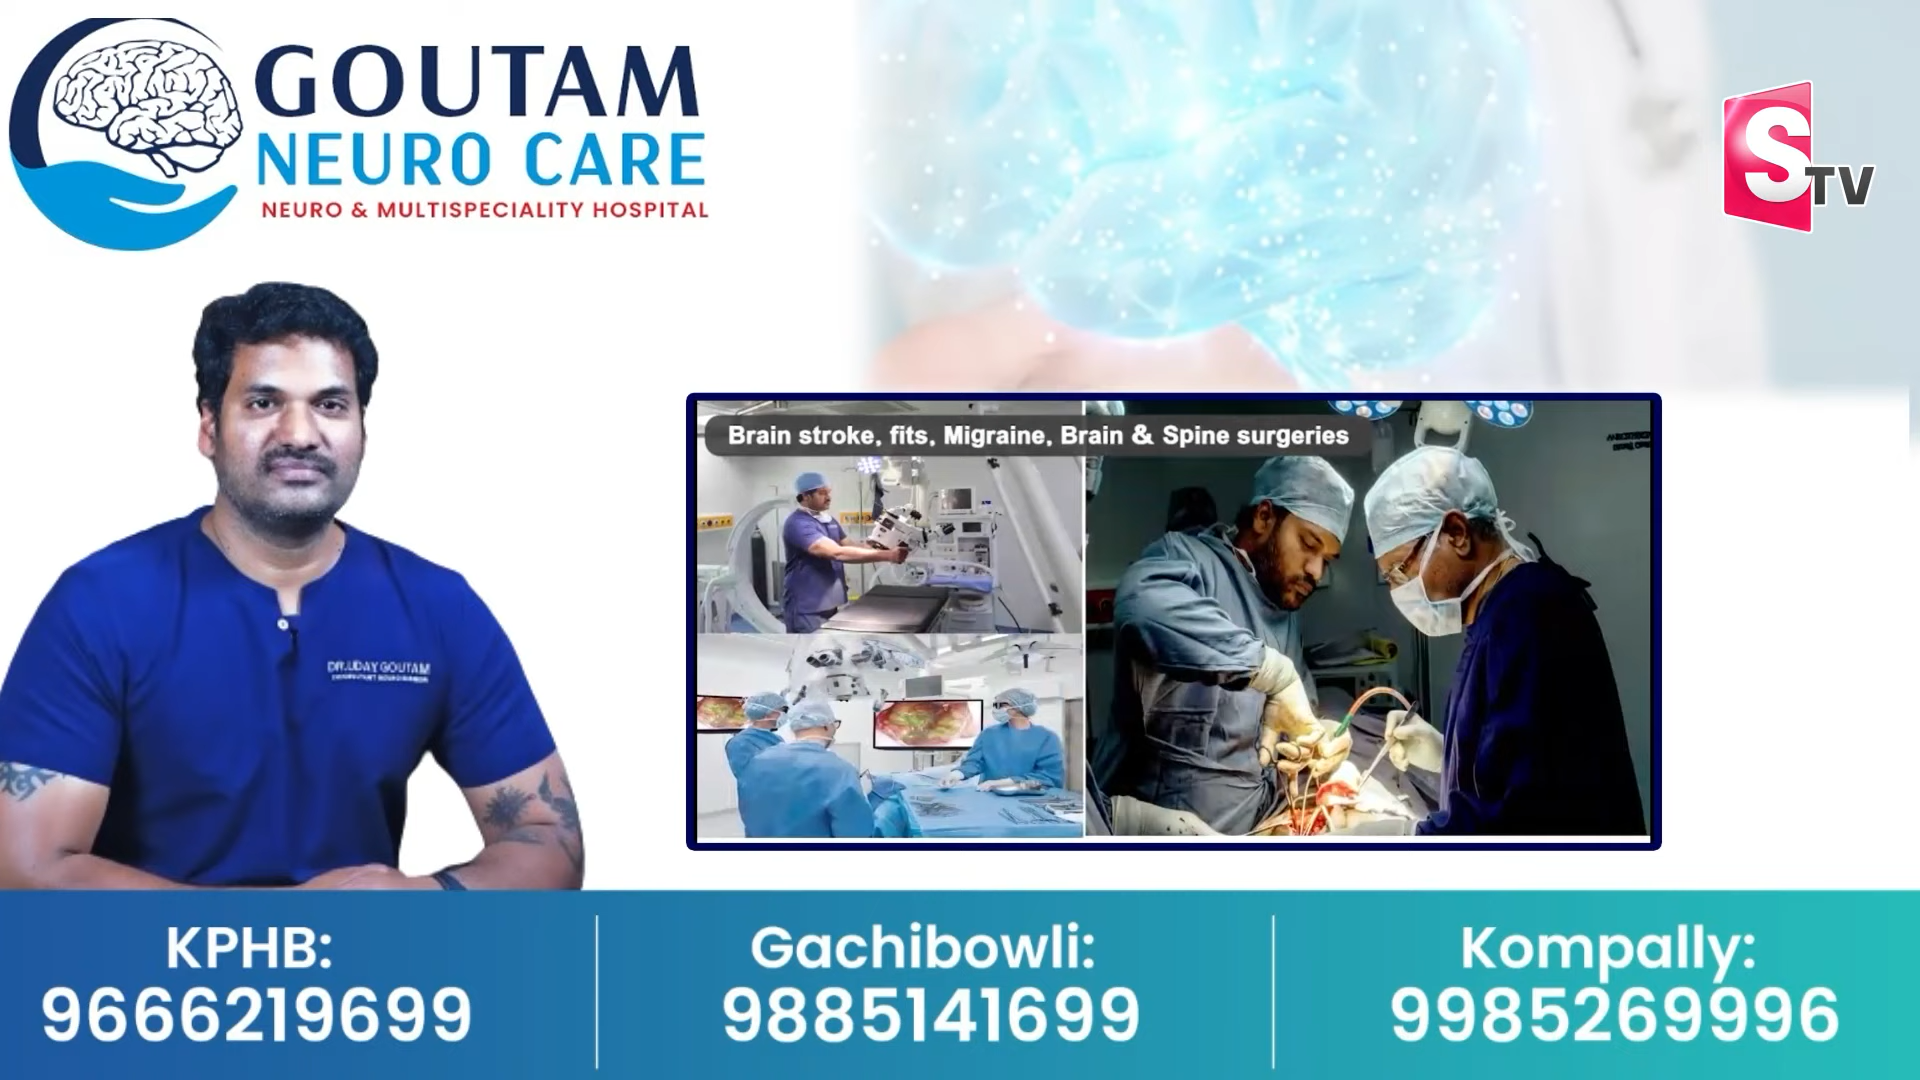 GOUTAM
NEURO CARE
NEURO & MULTISPECIALITY HOSPITAL
STV
Brain stroke, fits, Migraine, Brain & Spine surgeries
DR.UDAY GOUTAM
KPHB:
9666219699
Gachibowli:
9885141699
Kompally:
9985269996